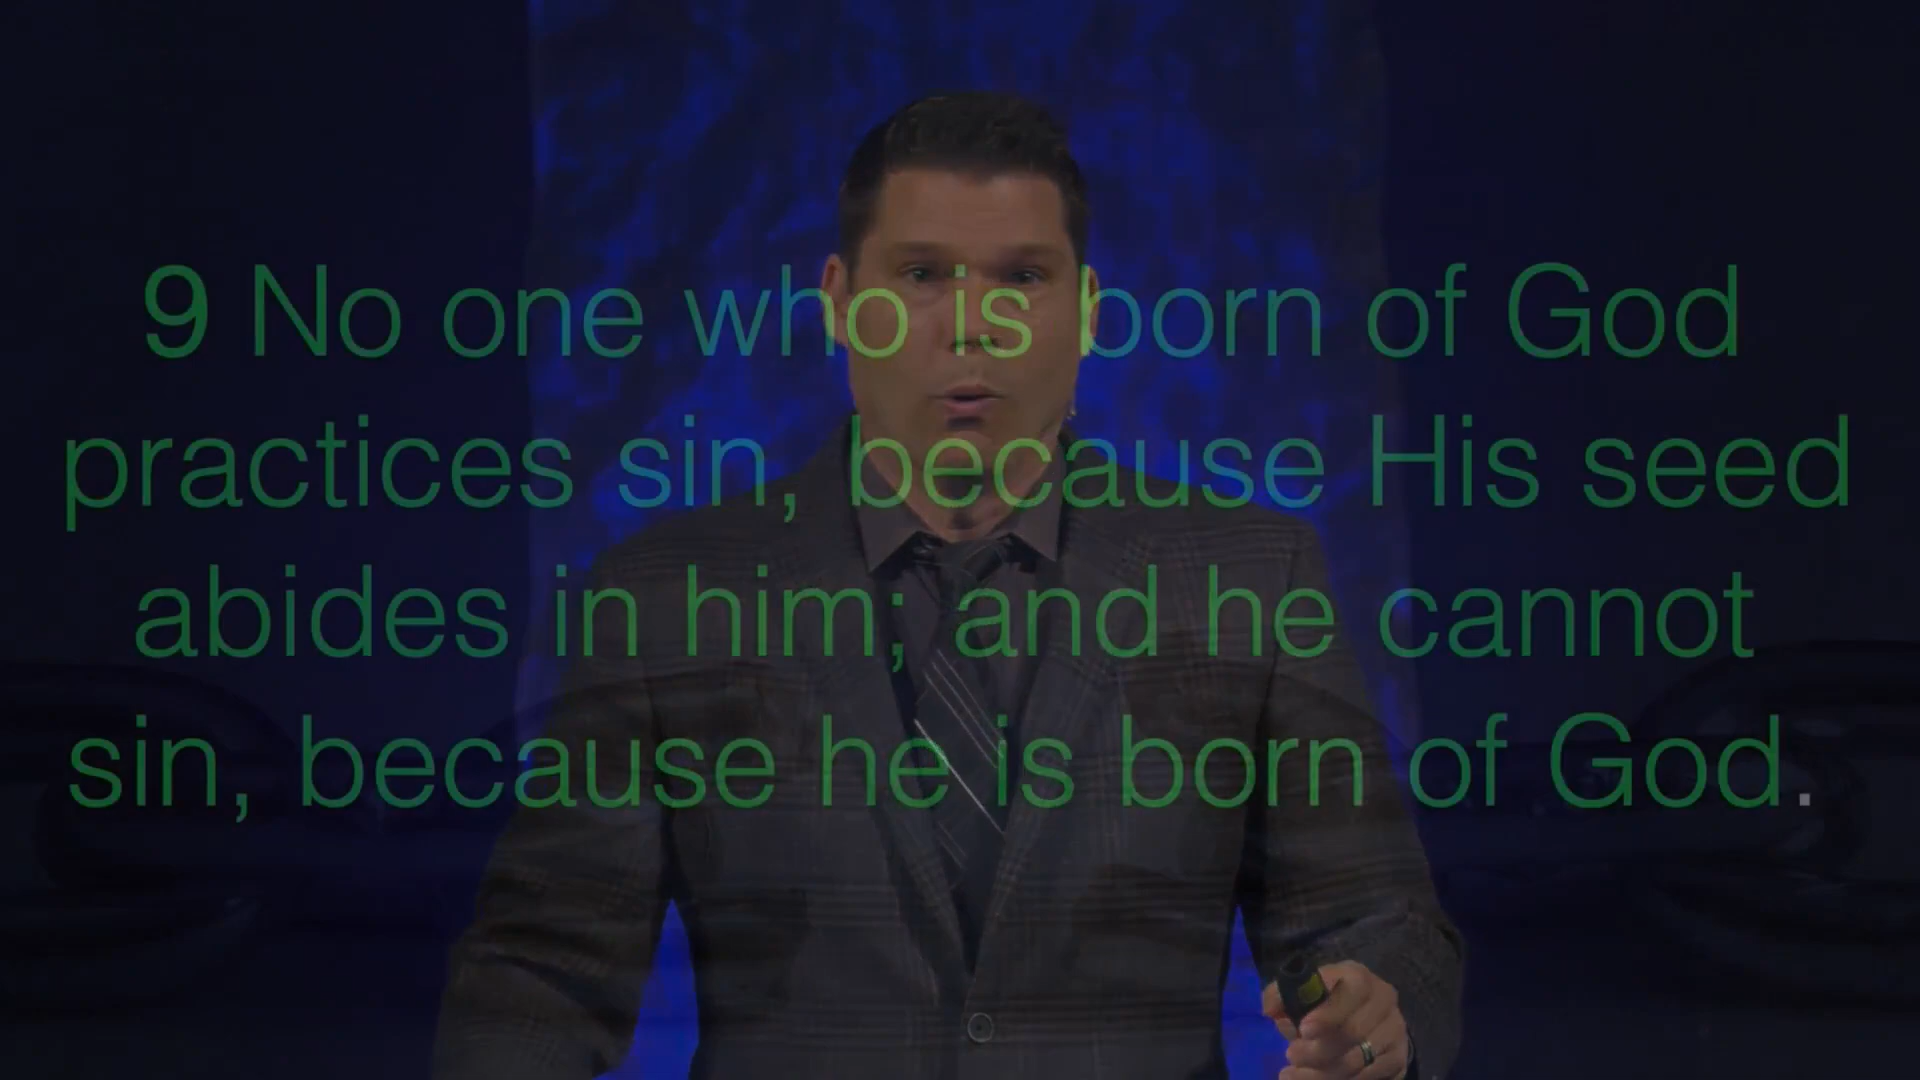 9 No one who is born of God
practices sin, because His seed
abides in him; and he cannot
sin, because he is born of God.